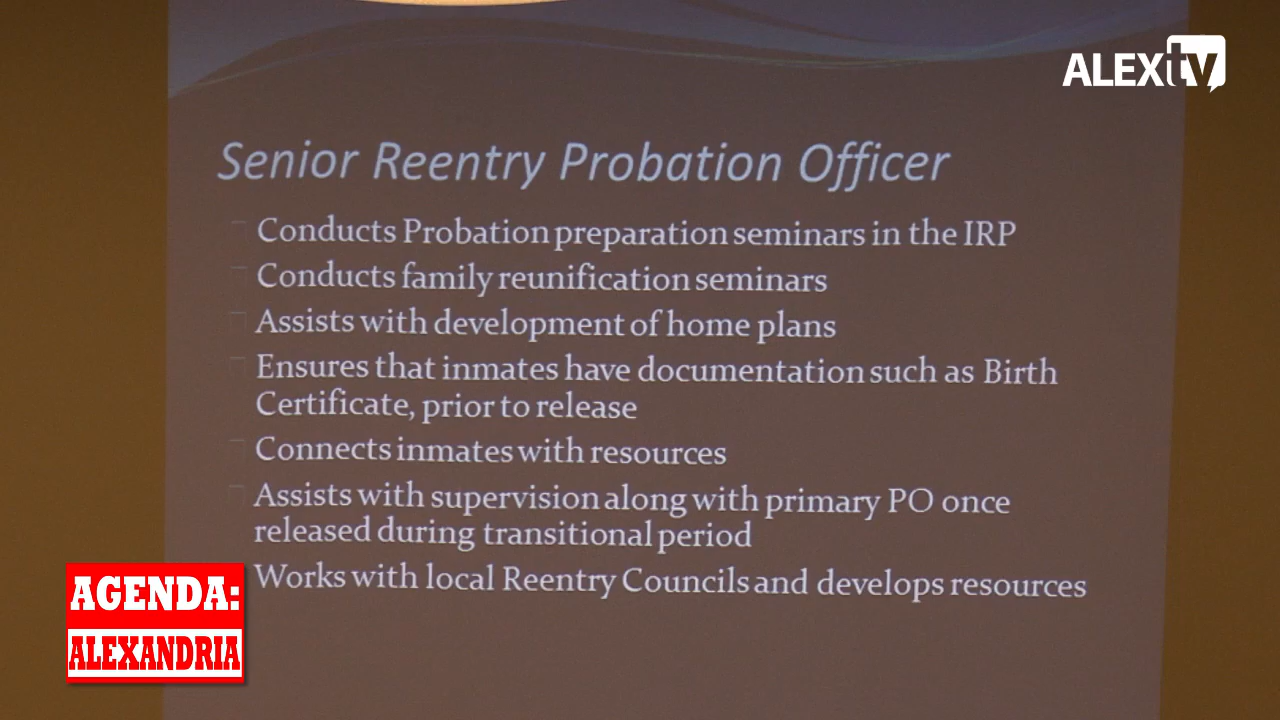 ALEXtv
Senior Reentry Probation Officer
Conducts Probation preparation seminars in the IRP
Conducts family reunification seminars
Assists with development of home plans
Ensures that inmates have documentation such as Birth
Certificate, prior to release
Connects inmates with resources
Assists with supervision along with primary PO once
released during transitional period
Works with local Reentry Councils and develops resources
AGENDA:
ALEXANDRIA